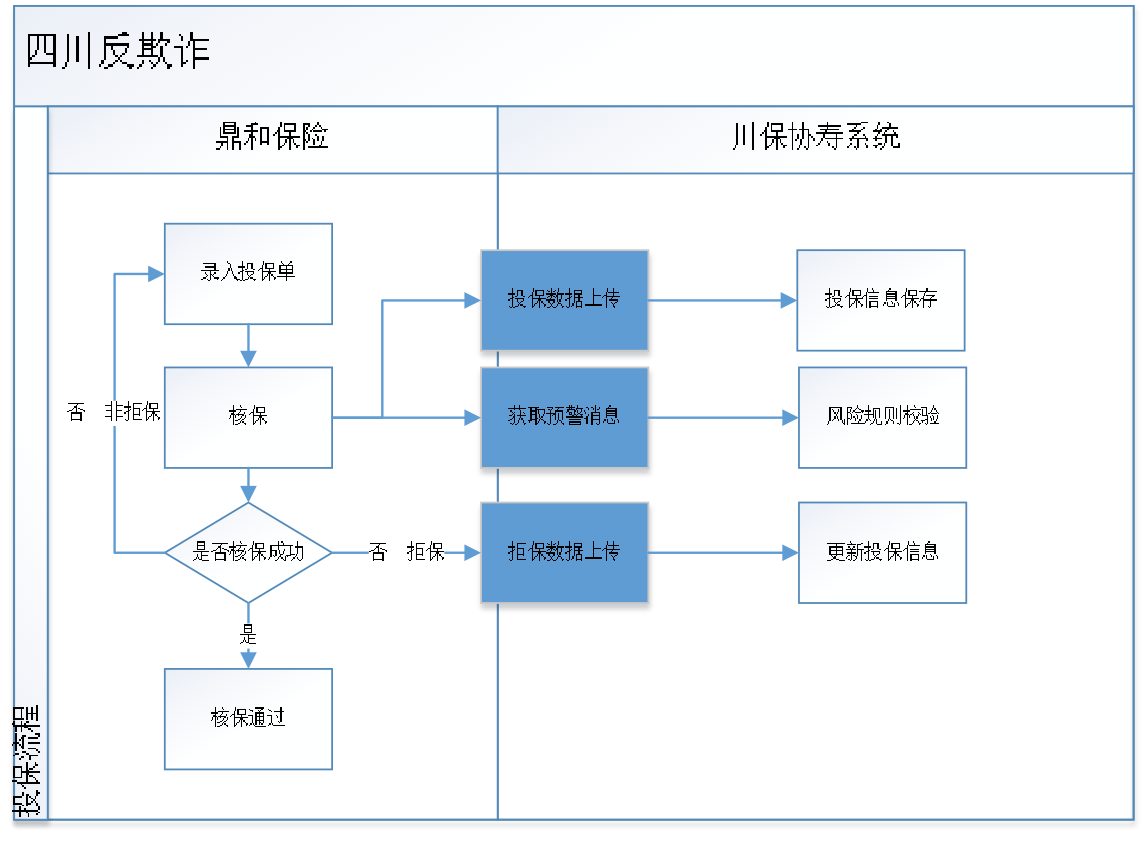 四川反欺诈
鼎和保险
川保协寿系统
录入投保单
投保数据上传
投保信息保存
否 非拒保
核保
获取预警消息
风险规则校验
是否核保成功
否 拒保
拒保数据上传
更新投保信息
是
核保通过
投保流程